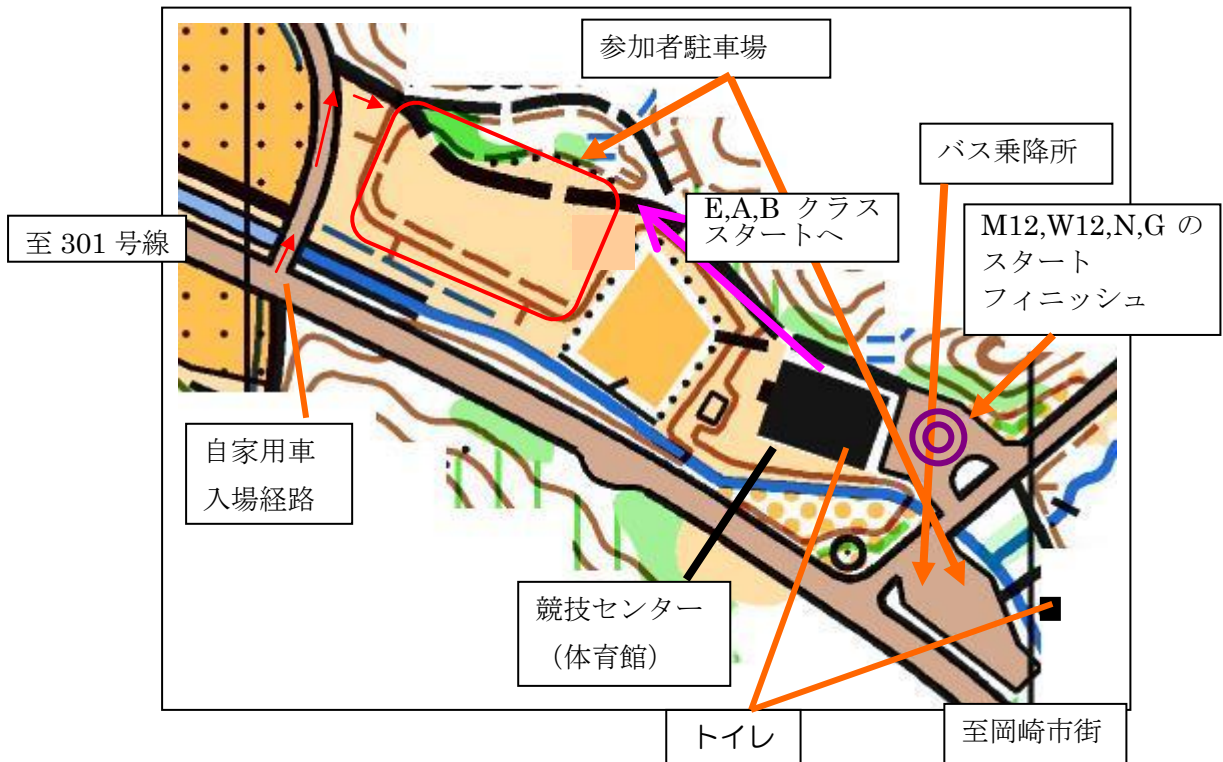 参加者駐車場
バス乗降所
E,A,B クラス
スタートへ
M12,W12,N,G の
スタート
フィニッシュ
至 301 号線
自家用車
入場経路
競技センター
（体育館）
トイレ
至岡崎市街